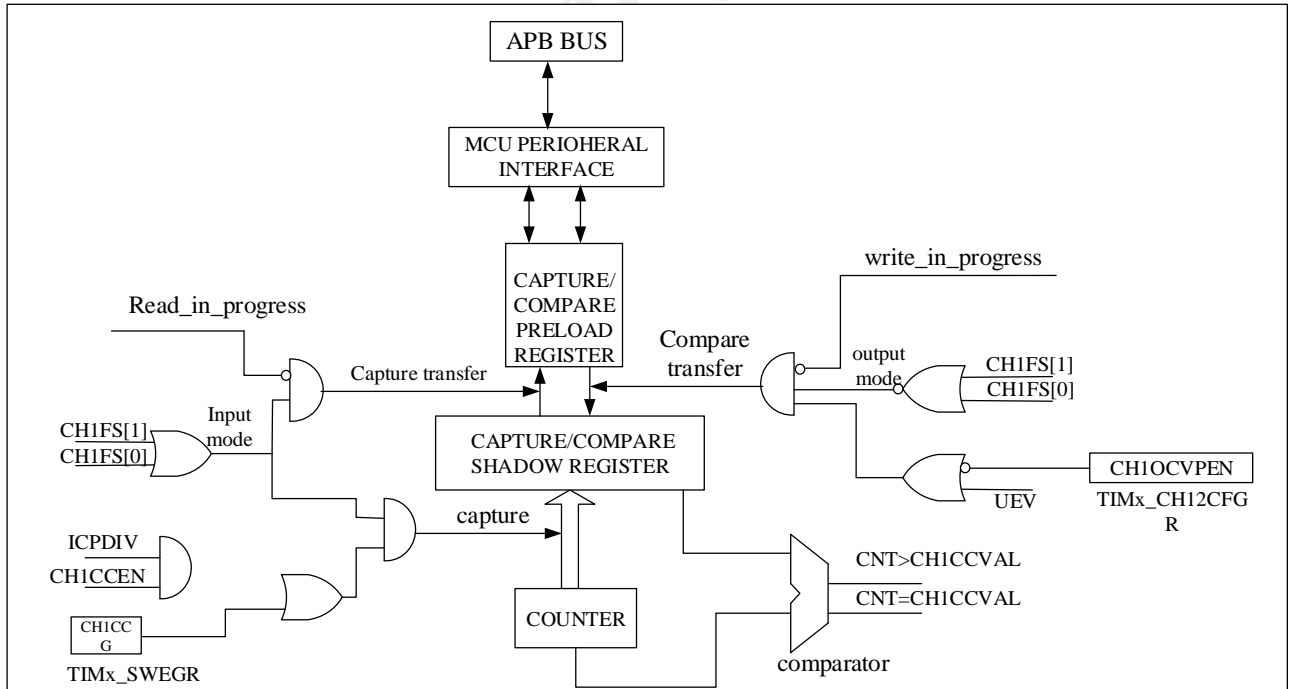 APB BUS
MCU PERIOHERAL
INTERFACE
write_in_progress
CAPTURE/
COMPARE
PRELOAD
REGISTER
Read_in_progress
Compare
transfer
output
mode
CH1FS[1]
CH1FS[0]
Capture transfer
Input
mode
CH1FS[1]
CH1FS[0]
CAPTURE/COMPARE
SHADOW REGISTER
CH1OCVPEN
UEV
TIMx_CH12CFG
R
capture
ICPDIV
CH1CCEN
CNT>CH1CCVAL
CNT=CH1CCVAL
COUNTER
CH1CC
G
TIMx_SWEGR
comparator